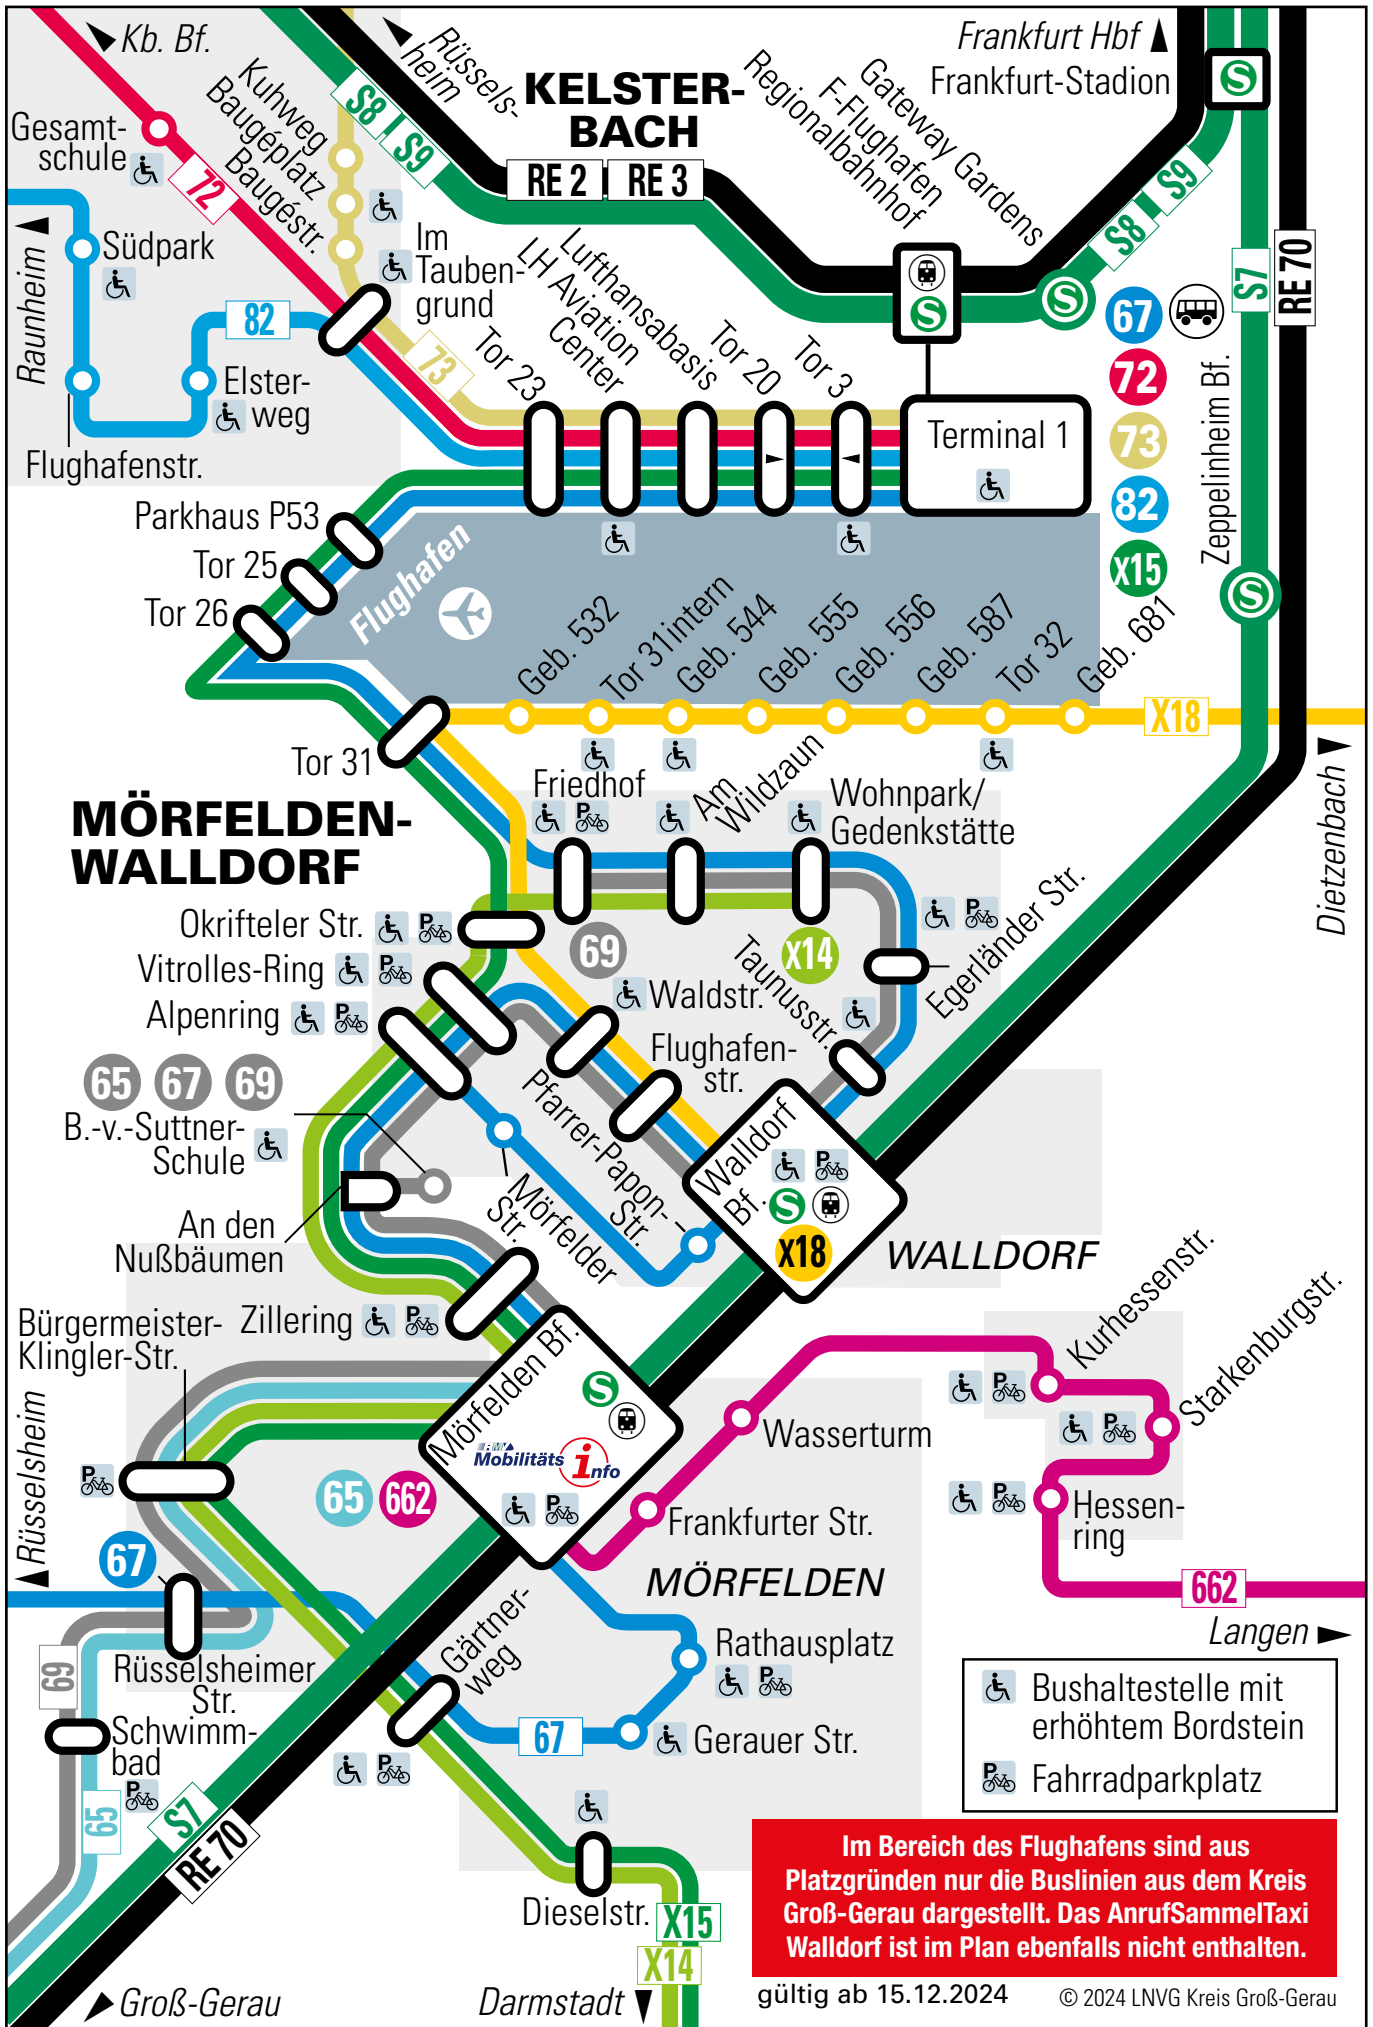 Kb. Bf.
Rüssels-
heim
KELSTER-
BACH
Frankfurt Hbf
Frankfurt-Stadion
S
Gesamt-
schule
72
Kuhweg
Baugéplatz
Baugéstr.
S8
S9
RE 2
RE 3
Regionalbahnhof
F-Flughafen
Gateway Gardens
S8
S9
S7
RE 70
Raunheim
Südpark
82
Im
Tauben-
grund
73
Elster-
weg
Flughafenstr.
Tor 23
LH Aviation
Center
Lufthansabasis
Tor 20
Tor 3
S
S
Terminal 1
67
72
73
82
X15
Zeppelinheim Bf.
S
Parkhaus P53
Tor 25
Tor 26
Flughafen
Geb. 532
Tor 31intern
Geb. 544
Geb. 555
Geb. 556
Geb. 587
Tor 32
Geb. 681
X18
Dietzenbach
Tor 31
MÖRFELDEN-
WALLDORF
Friedhof
P
Am
Wildzaun
Wohnpark/
Gedenkstätte
Okrifteler Str.
P
Vitrolles-Ring
P
Alpenring
P
69
X14
P
Egerländer Str.
Taunusstr.
Waldstr.
Flughafen-
str.
65
67
69
B.-v.-Suttner-
Schule
An den
Nußbäumen
Mörfelder
Str.
Pfarrer-Papon-
Str.
Walldorf
Bf.
P
S
X18
WALLDORF
Zillering
P
Bürgermeister-
Klingler-Str.
P
Rüsselsheim
Mörfelden Bf.
S
RMV
Mobilitäts
info
P
65
662
67
Wasserturm
Frankfurter Str.
Kurhessenstr.
P
Starkenburgstr.
P
Hessen-
ring
P
662
Langen
MÖRFELDEN
Rüsselsheimer
Str.
69
Schwimm-
bad
P
65
Gärtner-
weg
P
Rathausplatz
P
67
Gerauer Str.
S7
RE 70
Dieselstr.
X15
X14
Groß-Gerau
Darmstadt
Bushaltestelle mit
erhöhtem Bordstein
P
Fahrradparkplatz
Im Bereich des Flughafens sind aus
Platzgründen nur die Buslinien aus dem Kreis
Groß-Gerau dargestellt. Das AnrufSammelTaxi
Walldorf ist im Plan ebenfalls nicht enthalten.
gültig ab 15.12.2024
© 2024 LNVG Kreis Groß-Gerau